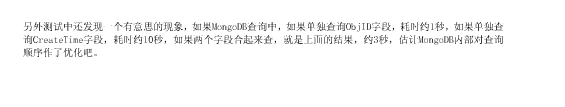 另外测试中还发现一个有意思的现象，如果MongoDB查询中，如果单独查询ObjID字段，耗时约1秒，如果单独查
询CreateTime字段，耗时约10秒，如果两个字段合起来查，就是上面的结果，约3秒，估计MongoDB内部对查询
顺序作了优化吧。